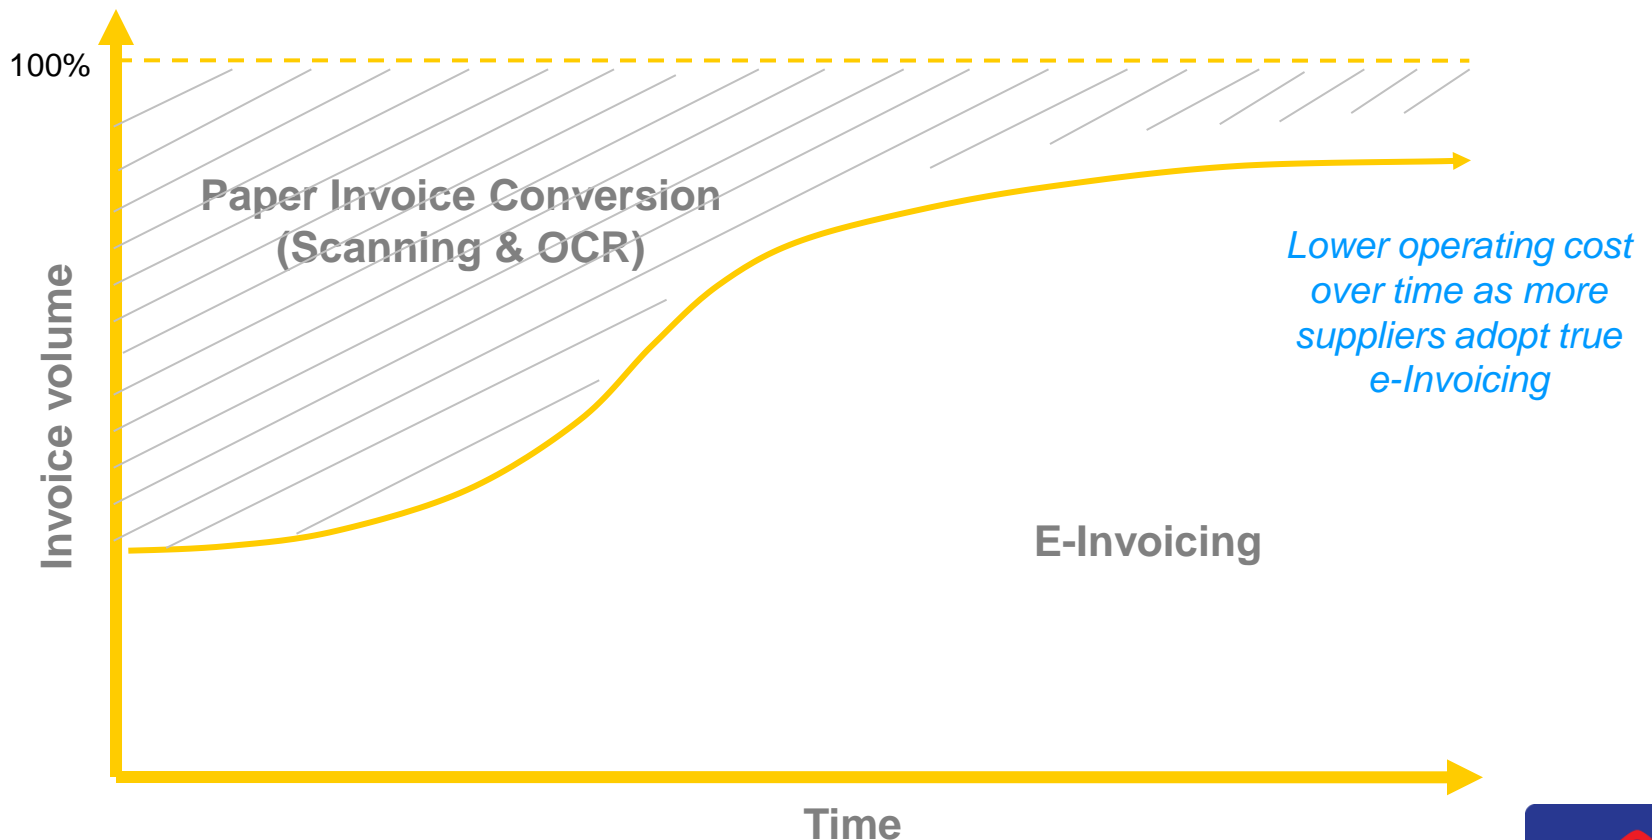 100%
Paper Invoice Conversion
(Scanning & OCR)
Invoice volume
Lower operating cost
over time as more
suppliers adopt true
e-Invoicing
E-Invoicing
Time